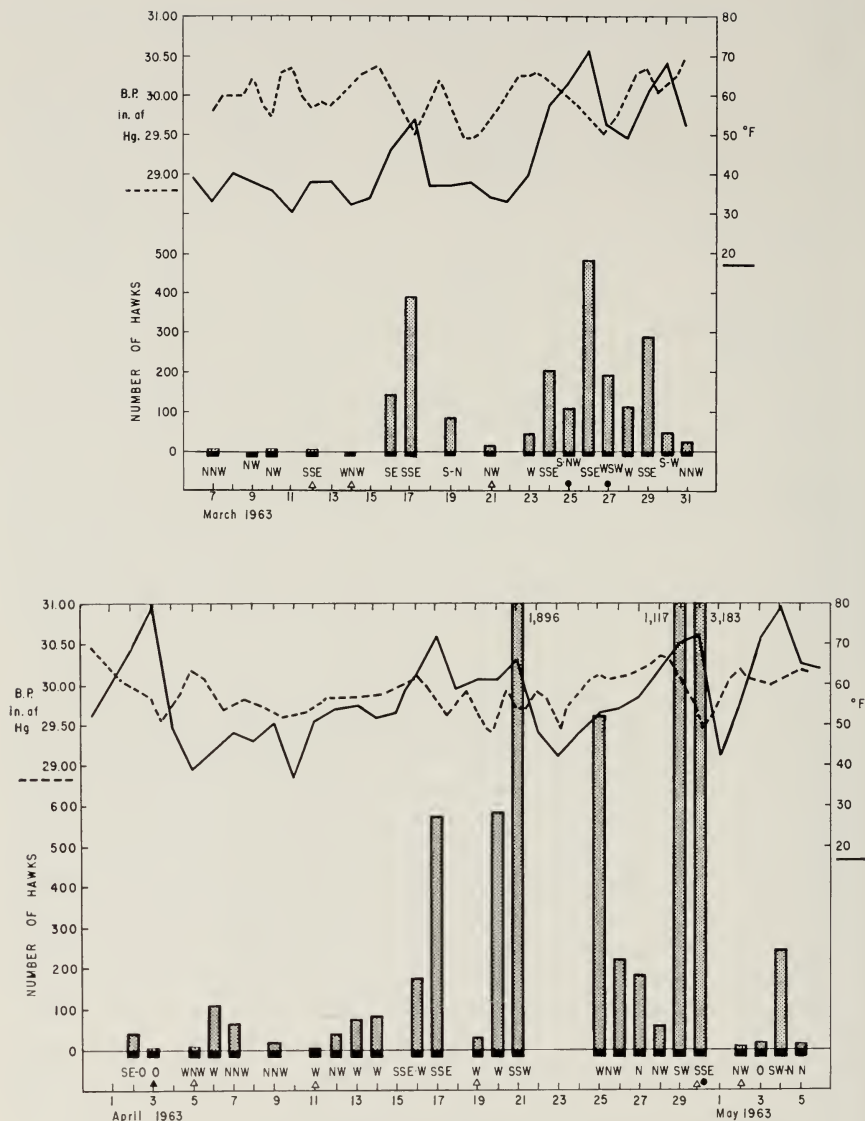 31.00
80
30.50
70
B.P.
in. of
Hg.
30.00
60
29.50
50
°F
29.00
40
30
20
NUMBER OF HAWKS
500
400
300
200
100
0
NNW NW NW SSE WNW SE SSE S-N NW W SSE S-NW SSE WSW W SSE S-W NNW
7 9 11 13 15 17 19 21 23 25 27 29 31
March 1963
31.00
1,896
1,117
3,183
80
30.50
70
B.P.
in. of
Hg
30.00
60
29.50
50
°F
29.00
40
30
20
NUMBER OF HAWKS
600
500
400
300
200
100
0
SE-O O WNW W NNW NNW W NW W W SSE-W SSE W W SSW W NW N NW SW SSE NW O SW-N N
1 3 5 7 9 11 13 15 17 19 21 23 25 27 29 1 3 5
April 1963
May 1963